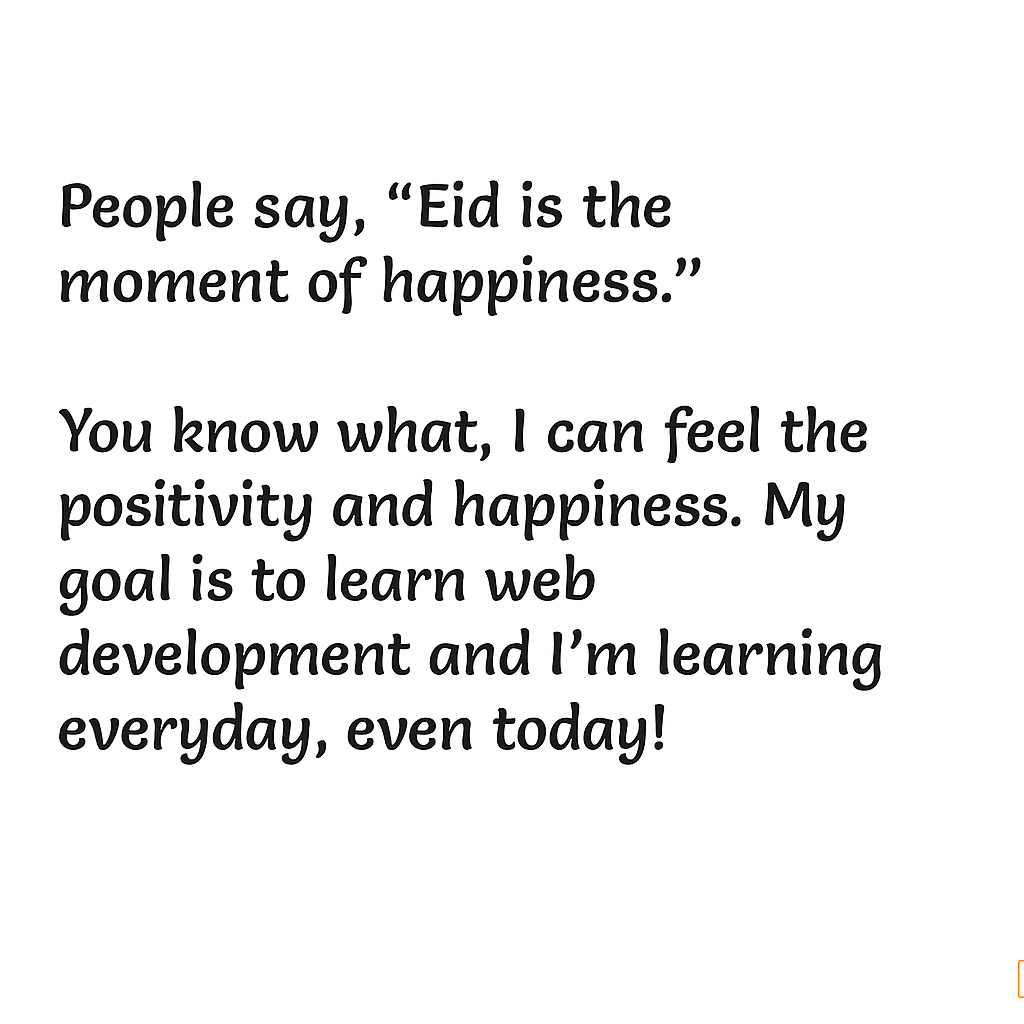 People say, “Eid is the
moment of happiness.”
You know what, I can feel the
positivity and happiness. My
goal is to learn web
development and I’m learning
everyday, even today!